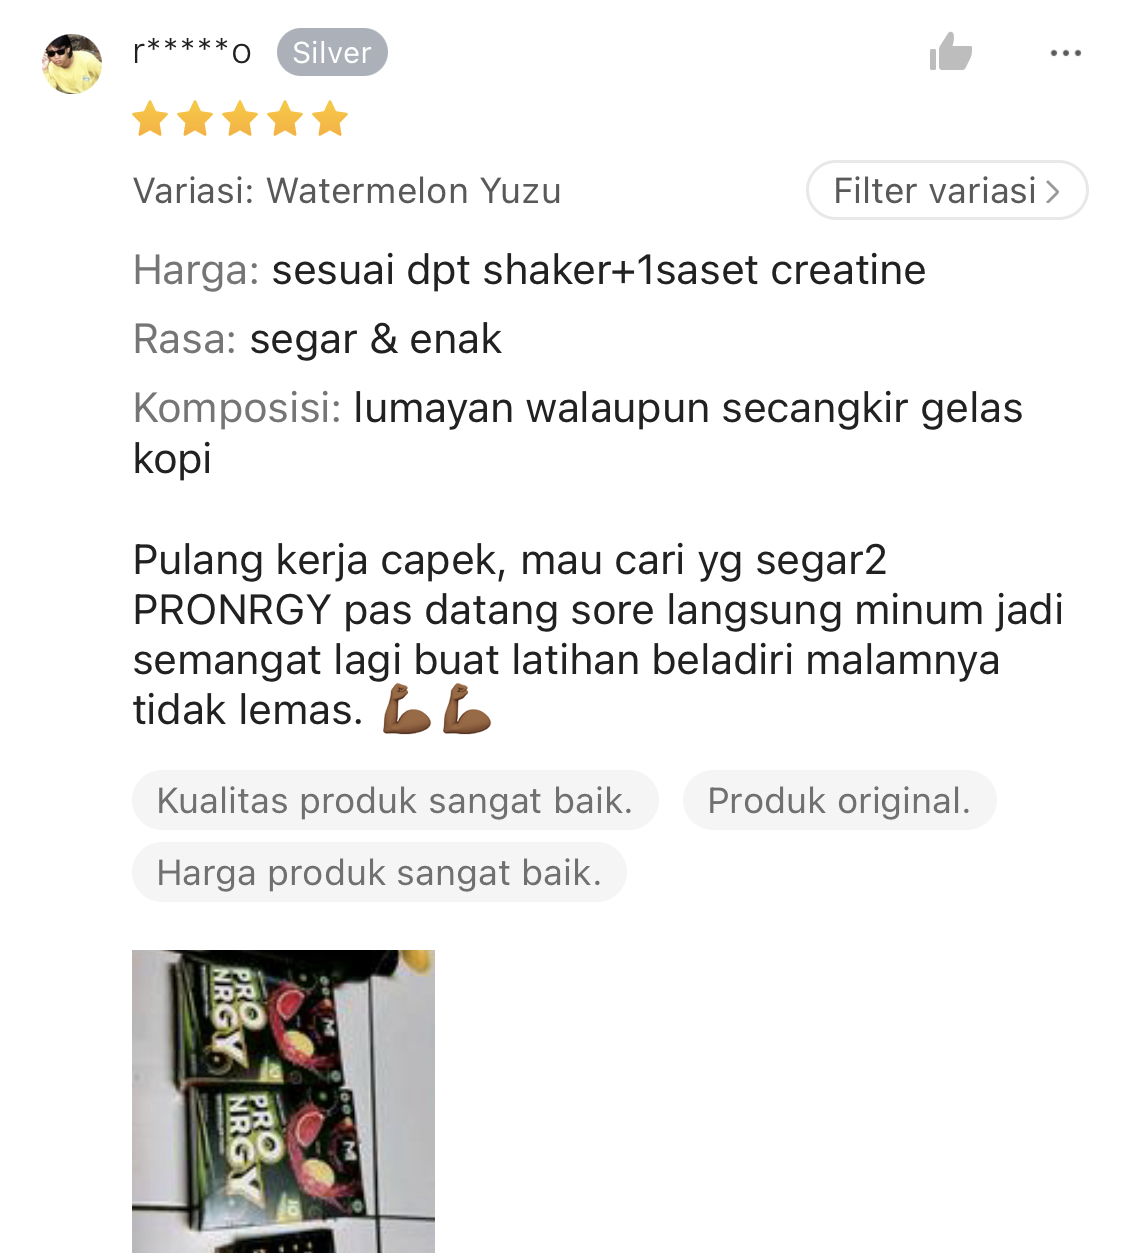 r*****o Silver
Variasi: Watermelon Yuzu Filter variasi >
Harga: sesuai dpt shaker+1saset creatine
Rasa: segar & enak
Komposisi: lumayan walaupun secangkir gelas
kopi
Pulang kerja capek, mau cari yg segar2
PRONRGY pas datang sore langsung minum jadi
semangat lagi buat latihan beladiri malamnya
tidak lemas. 💪🏾💪🏾
Kualitas produk sangat baik. Produk original.
Harga produk sangat baik.
PRO
NRGY
PRO
NRGY